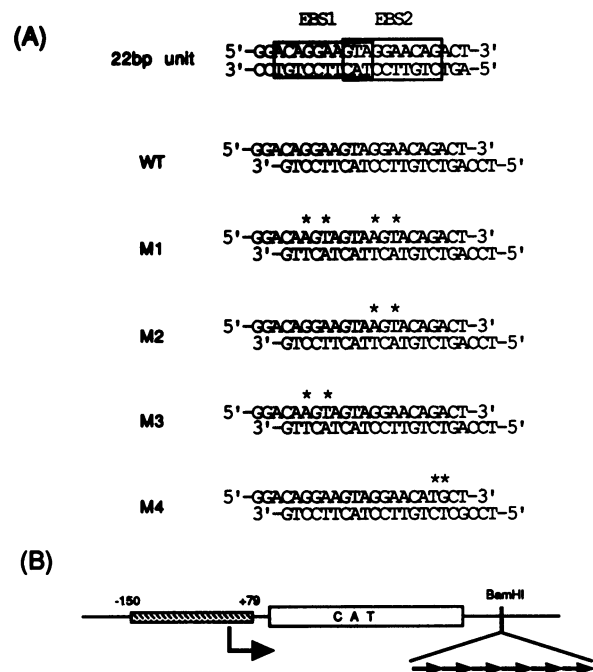 (A)
EBS1 EBS2
5'-GGACAGGAAGTAGGAACAGACT-3'
22bp unit
3'-CCTGTCCTTCATCCTTGTCTGA-5'
5'-GGACAGGAAGTAGGAACAGACT-3'
WT
3'-GTCCTTCATCCTTGTCTGACCT-5'
* * * *
5'-GGACAAGTAGTAAGTACAGACT-3'
M1
3'-GTTCATCATTCATGTCTGACCT-5'
* *
5'-GGACAGGAAGTAAGTACAGACT-3'
M2
3'-GTCCTTCATTCATGTCTGACCT-5'
* *
5'-GGACAAGTAGTAGGAACAGACT-3'
M3
3'-GTTCATCATCCTTGTCTGACCT-5'
**
5'-GGACAGGAAGTAGGAACATGCT-3'
M4
3'-GTCCTTCATCCTTGTCTCGCCT-5'
(B)
-150 +79 BamHI
CAT